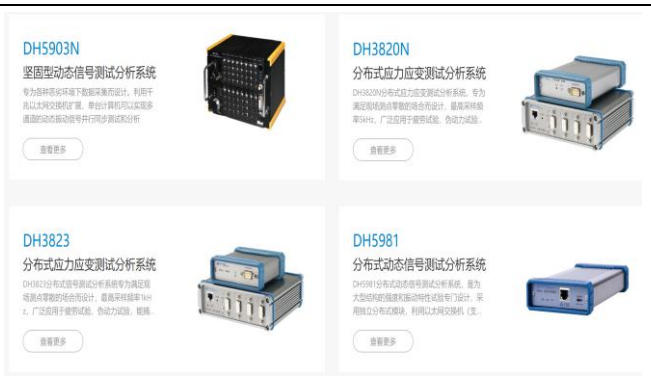 DH5903N
坚固型动态信号测试分析系统
专为各种恶劣环境下数据采集而设计，利用千
兆以太网交换机扩展，单台计算机可以实现多
通道的动态振动信号并行同步测试和分析
查看更多
DH3820N
分布式应力应变测试分析系统
DH3820N分布式应力应变测试分析系统，专为
满足现场测点零散的场合而设计，最高采样频
率5kHz，广泛应用于疲劳试验、伪动力试验..
查看更多
DH3823
分布式应力应变测试分析系统
DH3823分布式信号测试分析系统专为满足现
场测点零散的场合而设计，最高采样频率1kH
z，广泛应用于疲劳试验、伪动力试验，能精..
查看更多
DH5981
分布式动态信号测试分析系统
DH5981分布式动态信号测试分析系统，是为
大型结构的强度和振动特性试验专门设计，采
用独立分布式模块，利用以太网交换机（支..
查看更多